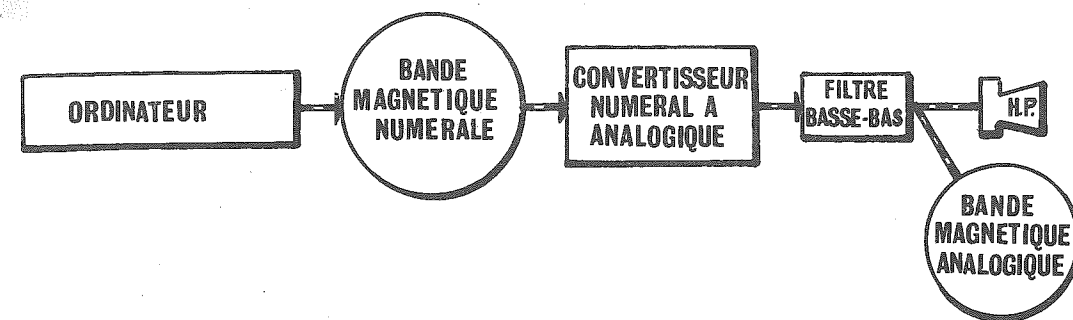 ORDINATEUR
BANDE
MAGNETIQUE
NUMERALE
CONVERTISSEUR
NUMERAL A
ANALOGIQUE
FILTRE
BASSE-BAS
H.P.
BANDE
MAGNETIQUE
ANALOGIQUE